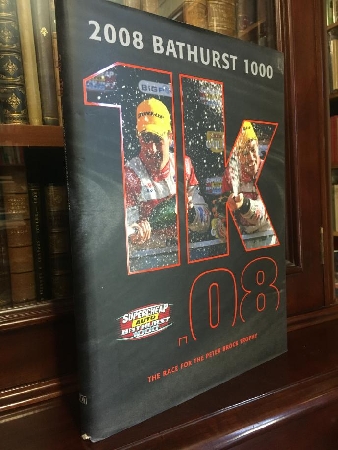 2008 BATHURST 1000
1k
.08
SUPERCHEAP
AUTO
BATHURST
1000
THE RACE FOR THE PETER BROCK TROPHY